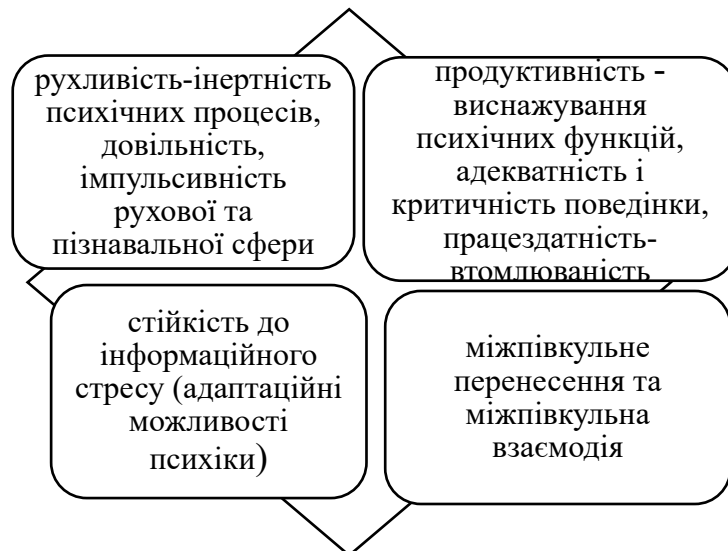 рухливість-інертність
психічних процесів,
довільність,
імпульсивність
рухової та
пізнавальної сфери
продуктивність -
виснажування
психічних функцій,
адекватність і
критичність поведінки,
працездатність-
втомлюваність
стійкість до
інформаційного
стресу (адаптаційні
можливості
психіки)
міжпівкульне
перенесення та
міжпівкульна
взаємодія